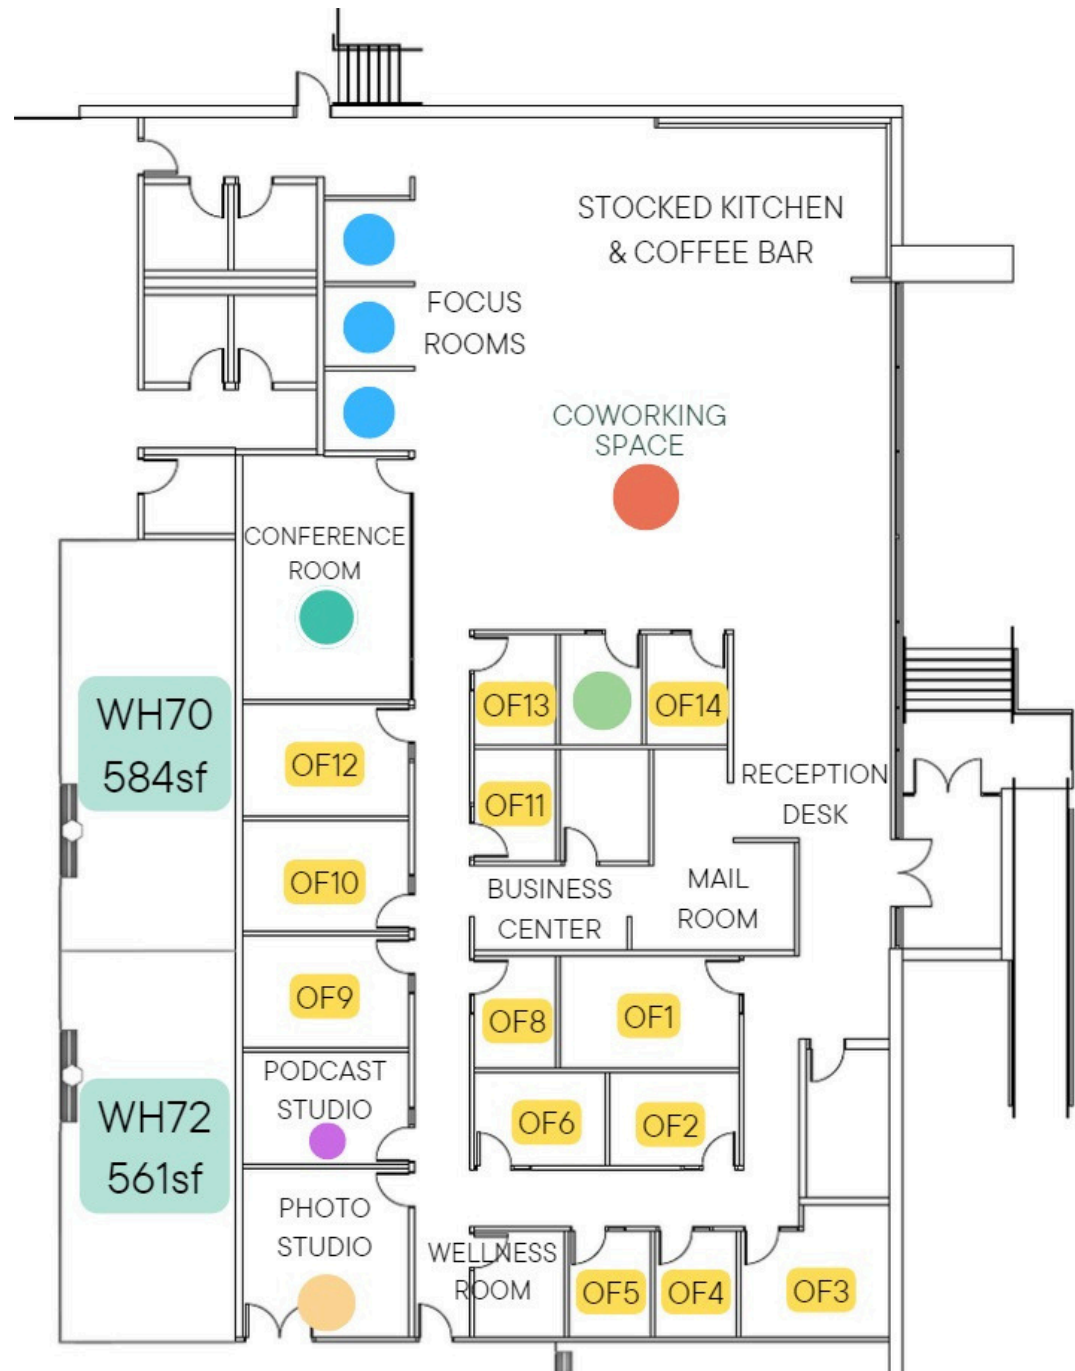 STOCKED KITCHEN
& COFFEE BAR
FOCUS
ROOMS
COWORKING
SPACE
CONFERENCE
ROOM
WH70
584sf
OF13
OF14
OF12
RECEPTION
DESK
OF11
OF10
BUSINESS
CENTER
MAIL
ROOM
OF9
OF8
OF1
PODCAST
STUDIO
OF6
OF2
WH72
561sf
PHOTO
STUDIO
WELLNESS
ROOM
OF5
OF4
OF3